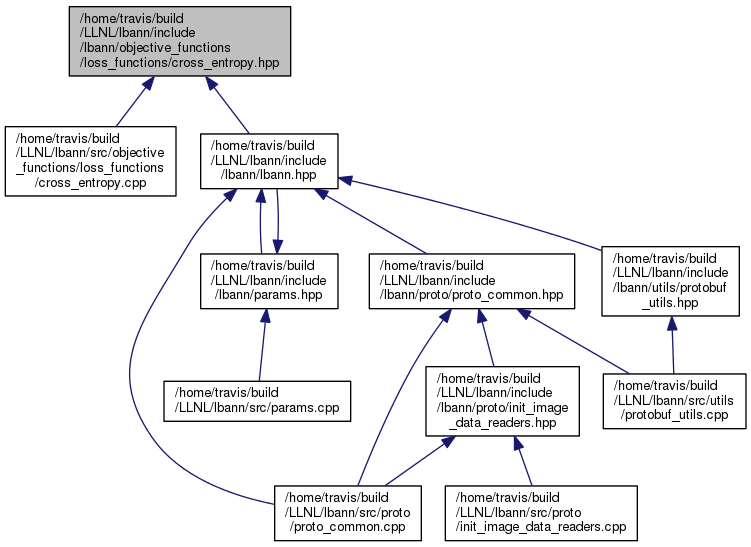 /home/travis/build
/LLNL/lbann/include
/lbann/objective_functions
/loss_functions/cross_entropy.hpp
/home/travis/build
/LLNL/lbann/src/objective
_functions/loss_functions
/cross_entropy.cpp
/home/travis/build
/LLNL/lbann/include
/lbann/lbann.hpp
/home/travis/build
/LLNL/lbann/include
/lbann/params.hpp
/home/travis/build
/LLNL/lbann/include
/lbann/proto/proto_common.hpp
/home/travis/build
/LLNL/lbann/include
/lbann/utils/protobuf
_utils.hpp
/home/travis/build
/LLNL/lbann/src/params.cpp
/home/travis/build
/LLNL/lbann/include
/lbann/proto/init_image
_data_readers.hpp
/home/travis/build
/LLNL/lbann/src/utils
/protobuf_utils.cpp
/home/travis/build
/LLNL/lbann/src/proto
/proto_common.cpp
/home/travis/build
/LLNL/lbann/src/proto
/init_image_data_readers.cpp